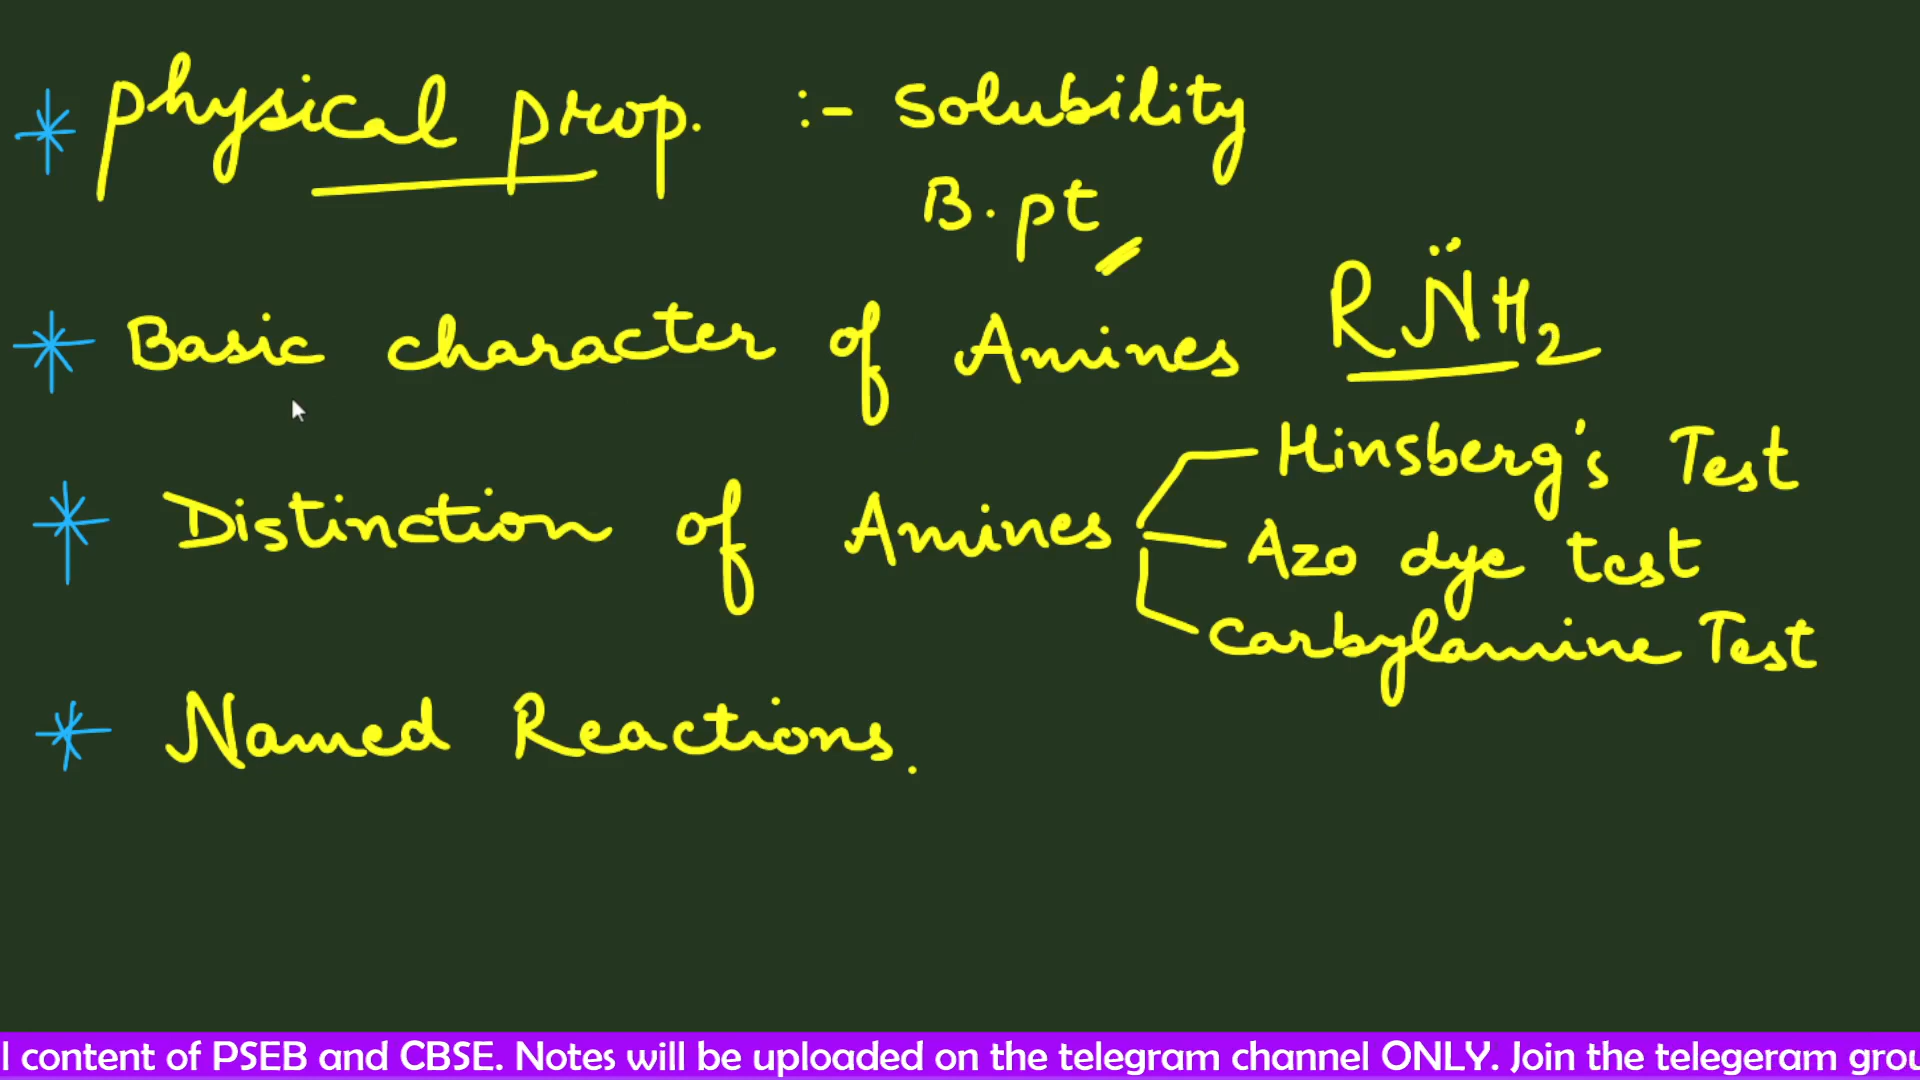 * Physical prop. :- Solubility
B.pt
* Basic character of Amines RN̈H₂
* Distinction of Amines
Hinsberg's Test
Azo dye test
Carbylamine Test
* Named Reactions.
l content of PSEB and CBSE. Notes will be uploaded on the telegram channel ONLY. Join the telegeram grou